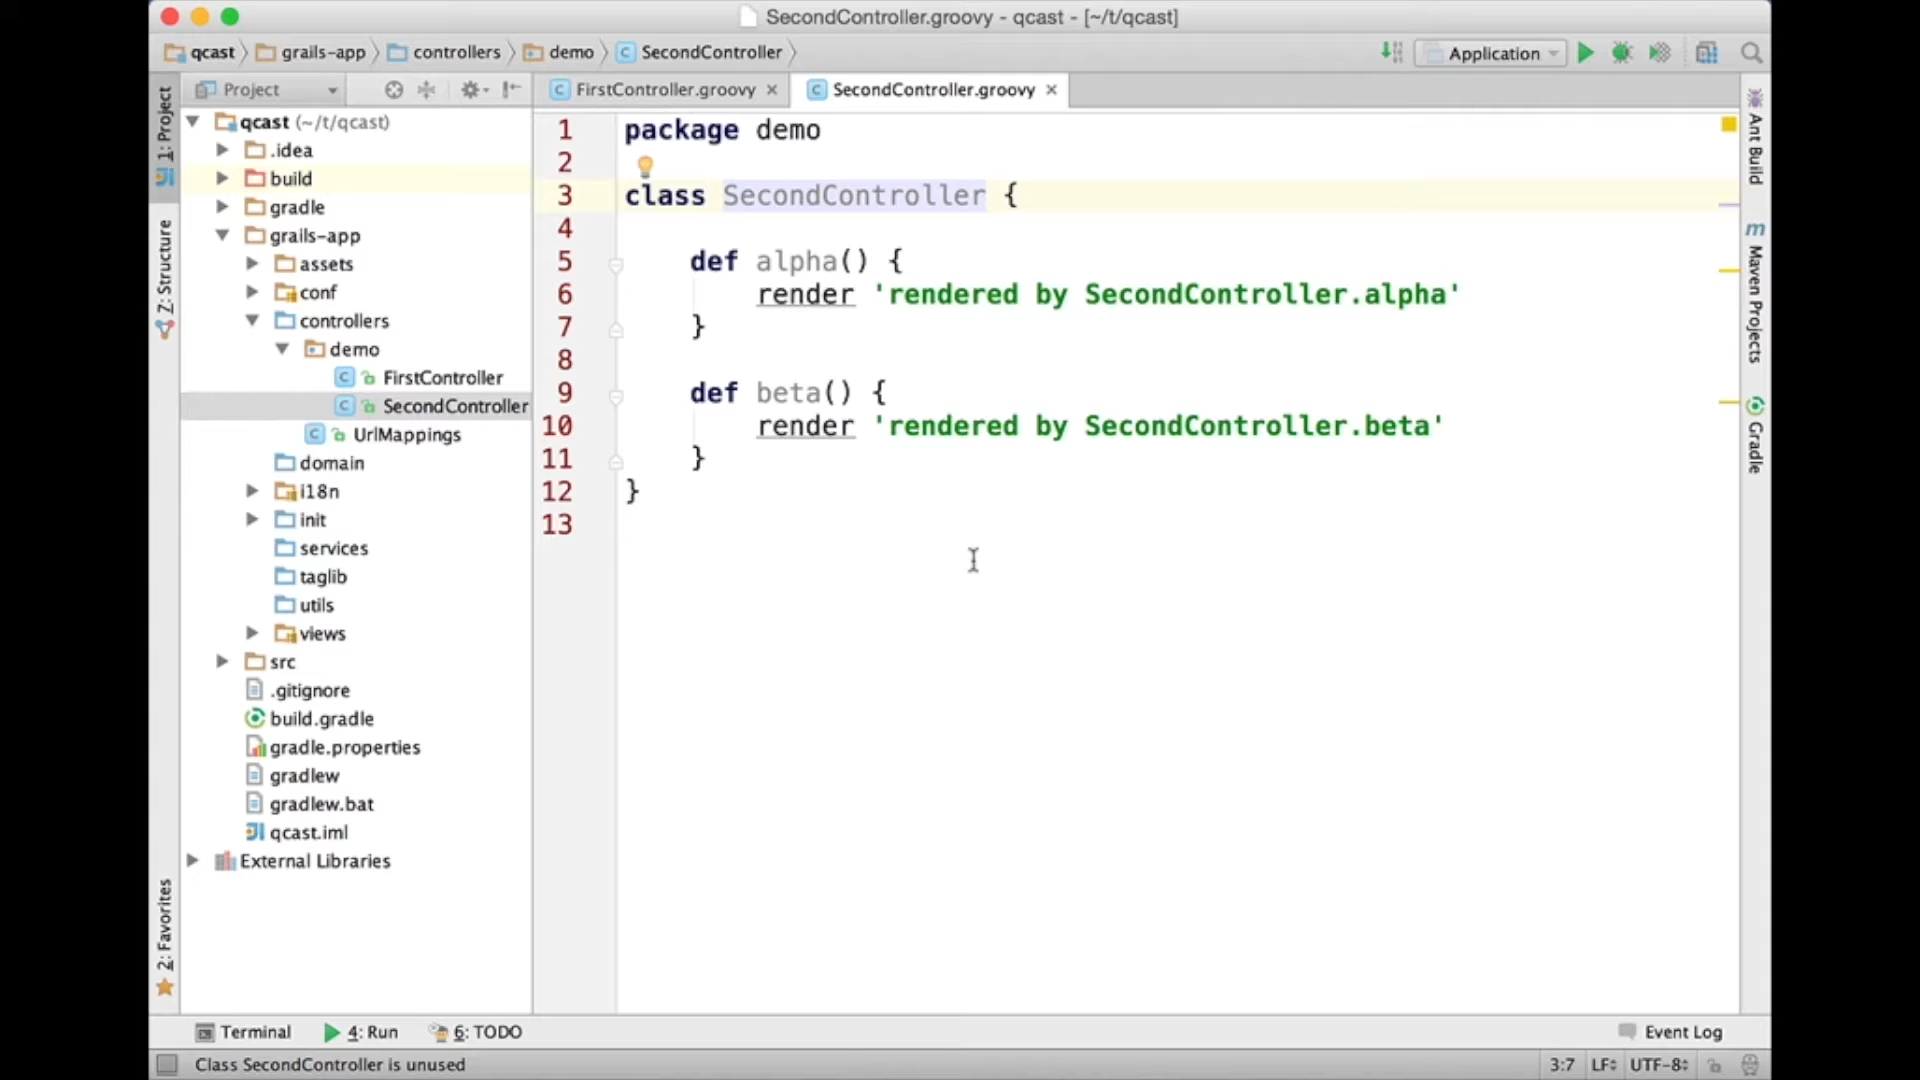 SecondController.groovy - qcast - [~/t/qcast]
qcast grails-app controllers demo SecondController Application
1: Project
Z: Structure
2: Favorites
Project
qcast (~/t/qcast)
.idea
build
gradle
grails-app
assets
conf
controllers
demo
FirstController
SecondController
UrlMappings
domain
i18n
init
services
taglib
utils
views
src
.gitignore
build.gradle
gradle.properties
gradlew
gradlew.bat
qcast.iml
External Libraries
FirstController.groovy SecondController.groovy
1 package demo
2
3 class SecondController {
4
5 def alpha() {
6 render 'rendered by SecondController.alpha'
7 }
8
9 def beta() {
10 render 'rendered by SecondController.beta'
11 }
12 }
13
Ant Build
Maven Projects
Gradle
Terminal 4: Run 6: TODO Event Log
Class SecondController is unused 3:7 LF UTF-8